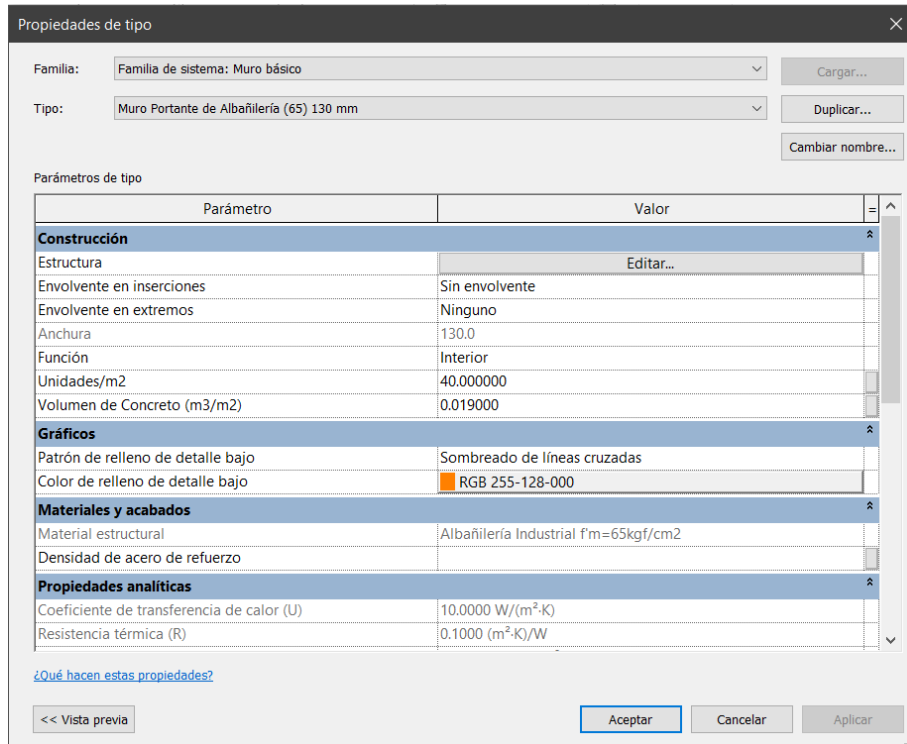 Propiedades de tipo
Familia: Familia de sistema: Muro básico Cargar...
Tipo: Muro Portante de Albañilería (65) 130 mm Duplicar...
Cambiar nombre...
Parámetros de tipo
Parámetro Valor =
Construcción
Estructura Editar...
Envolvente en inserciones Sin envolvente
Envolvente en extremos Ninguno
Anchura 130.0
Función Interior
Unidades/m2 40.000000
Volumen de Concreto (m3/m2) 0.019000
Gráficos
Patrón de relleno de detalle bajo Sombreado de líneas cruzadas
Color de relleno de detalle bajo RGB 255-128-000
Materiales y acabados
Material estructural Albañilería Industrial f'm=65kgf/cm2
Densidad de acero de refuerzo
Propiedades analíticas
Coeficiente de transferencia de calor (U) 10.0000 W/(m²·K)
Resistencia térmica (R) 0.1000 (m²·K)/W
¿Qué hacen estas propiedades?
<< Vista previa Aceptar Cancelar Aplicar